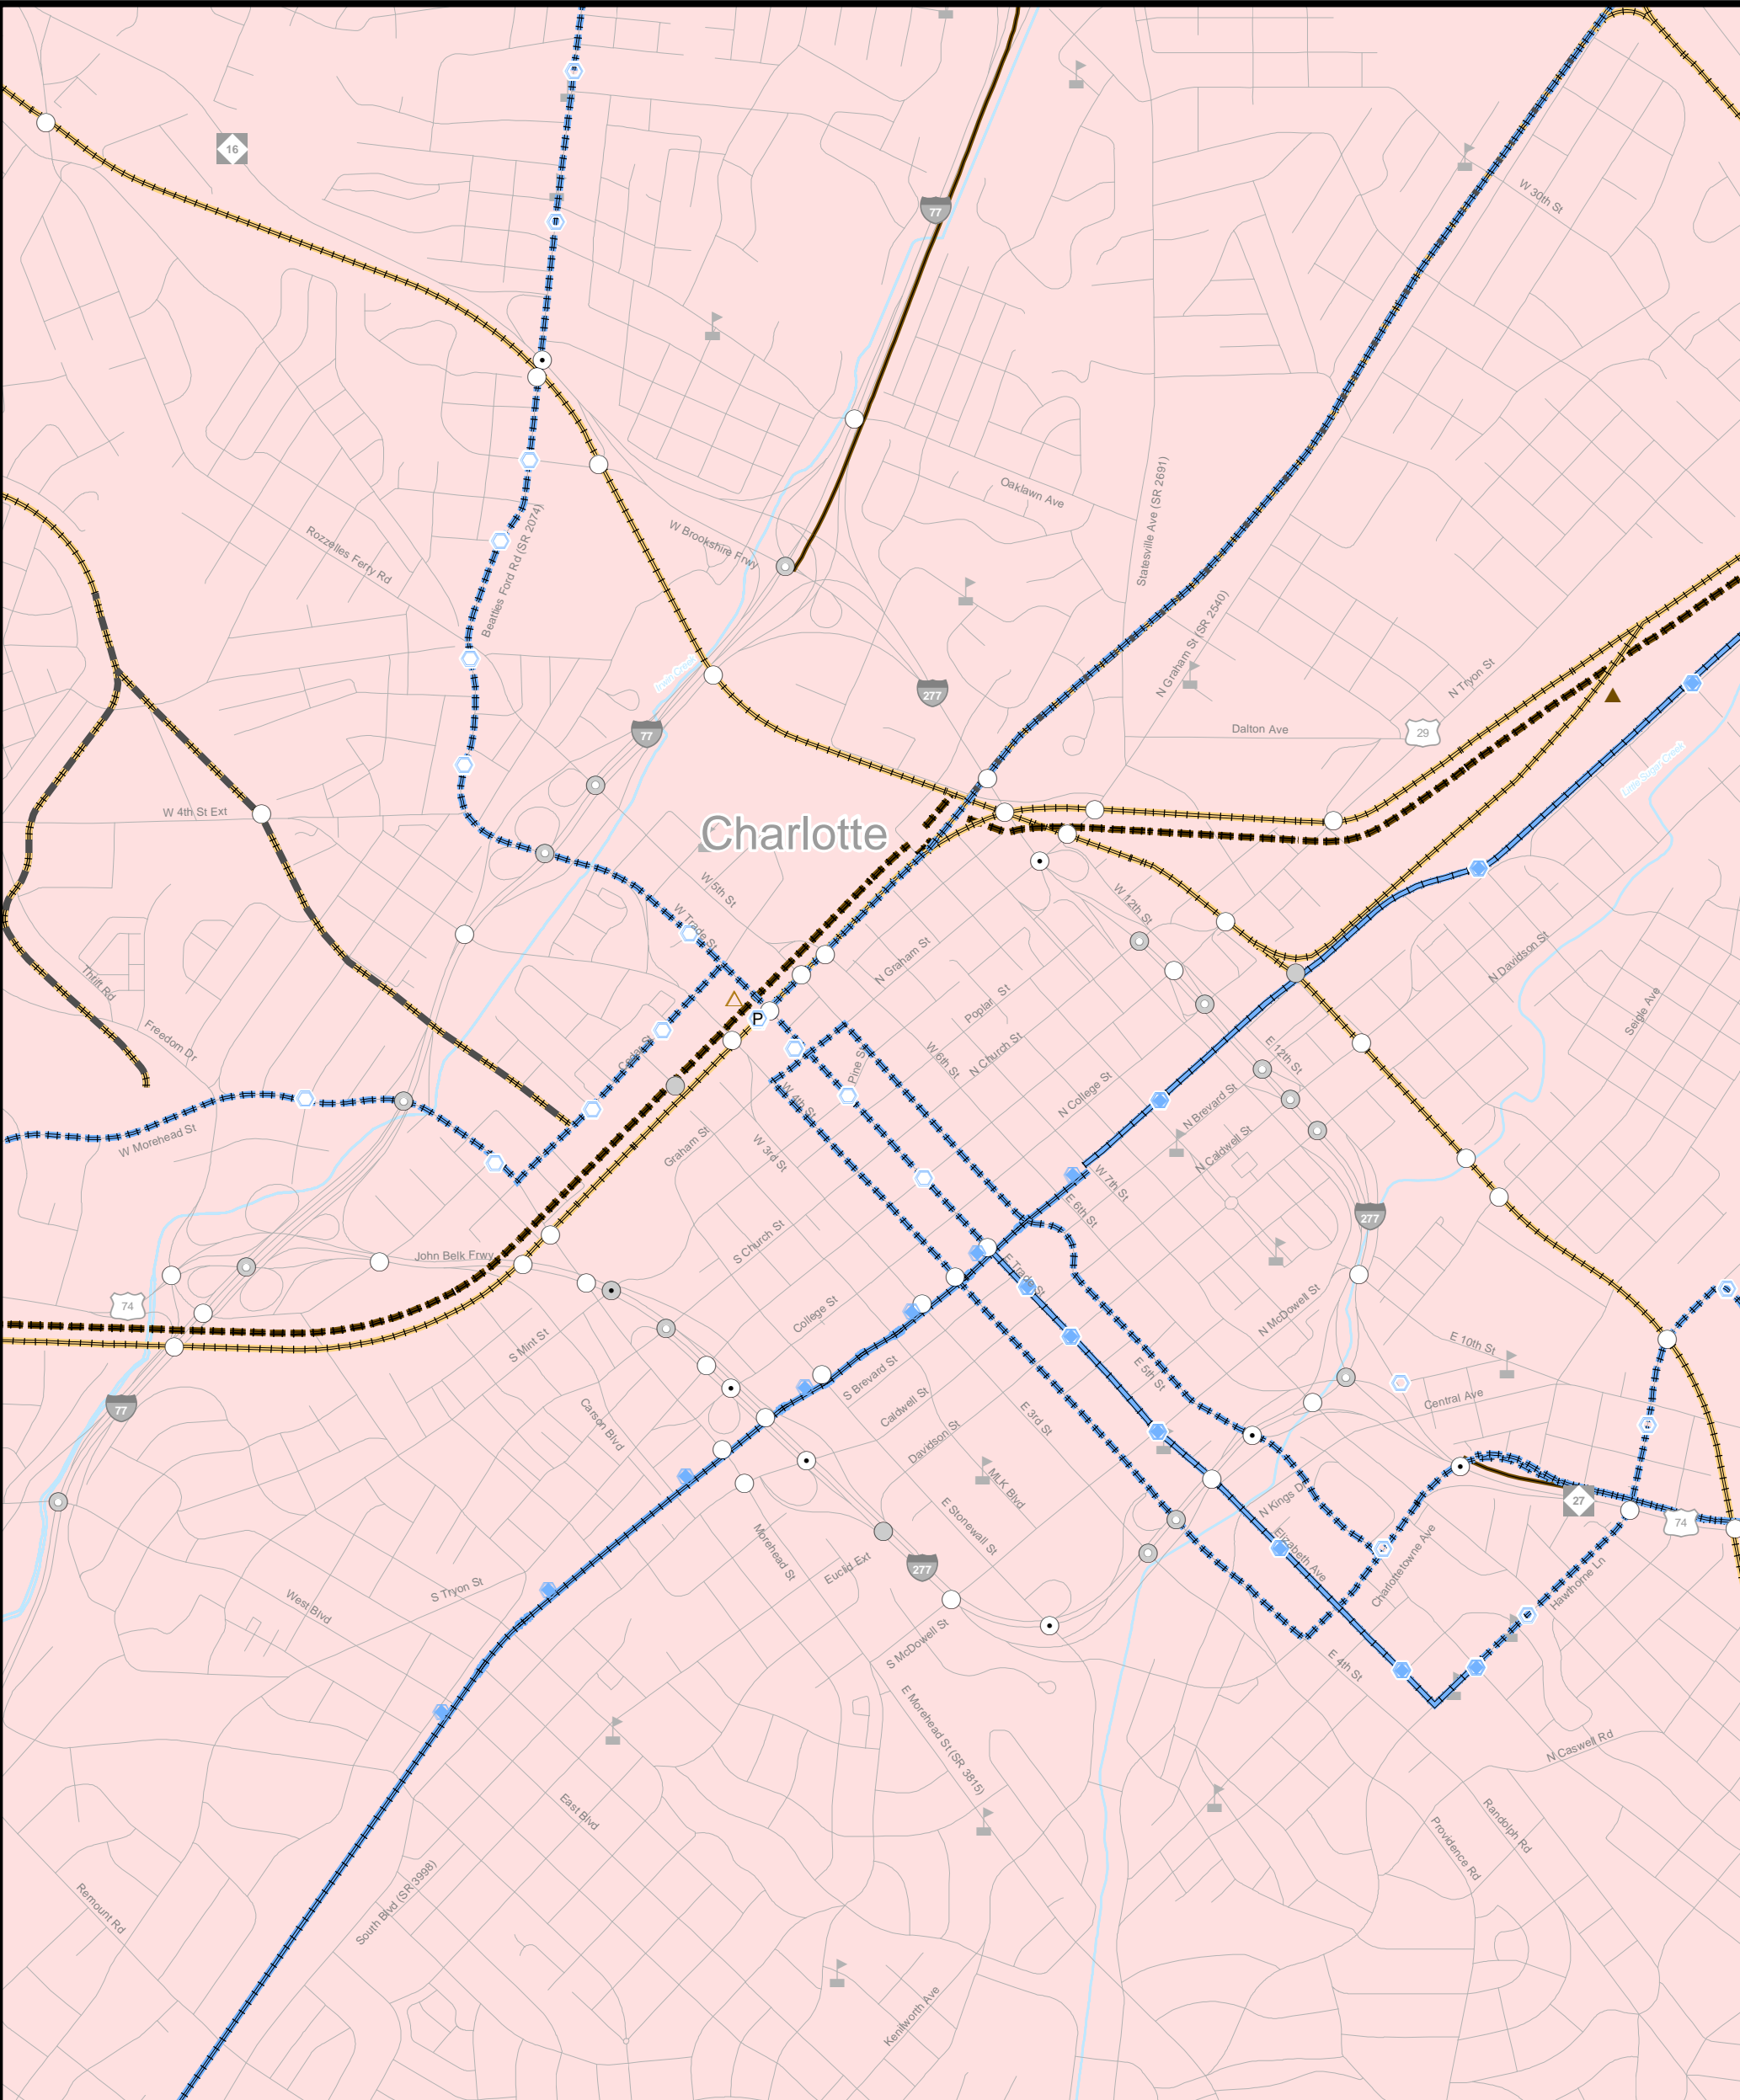 16
W 30th St
77
Oaklawn Ave
W Brookshire Frwy
Rozzelles Ferry Rd
Beatties Ford Rd (SR 2074)
Statesville Ave (SR 2691)
N Graham St (SR 2540)
Irwin Creek
277
N Tryon St
77
Dalton Ave
29
Little Sugar Creek
W 4th St Ext
Charlotte
W 5th St
W 12th St
W Trade St
N Graham St
N Davidson St
Thrift Rd
Poplar St
Seigle Ave
P
Freedom Dr
Cedar St
Pine St
W 6th St
N Church St
E 12th St
W 4th St
N College St
N Brevard St
W Morehead St
Graham St
W 3rd St
N Caldwell St
W 7th St
E 6th St
277
S Church St
John Belk Frwy
E Trade St
74
College St
N McDowell St
S Mint St
E 10th St
S Brevard St
E 5th St
77
Caldwell St
Central Ave
Carson Blvd
E 3rd St
Davidson St
MLK Blvd
N Kings Dr
27
74
E Stonewall St
Elizabeth Ave
Charlottetowne Ave
Morehead St
Euclid Ext
277
Hawthorne Ln
S Tryon St
West Blvd
S McDowell St
E 4th St
E Morehead St (SR 3815)
N Caswell Rd
East Blvd
Randolph Rd
Providence Rd
South Blvd (SR 3998)
Remount Rd
Kenilworth Ave